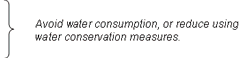 Avoid water consumption, or reduce using
water conservation measures.